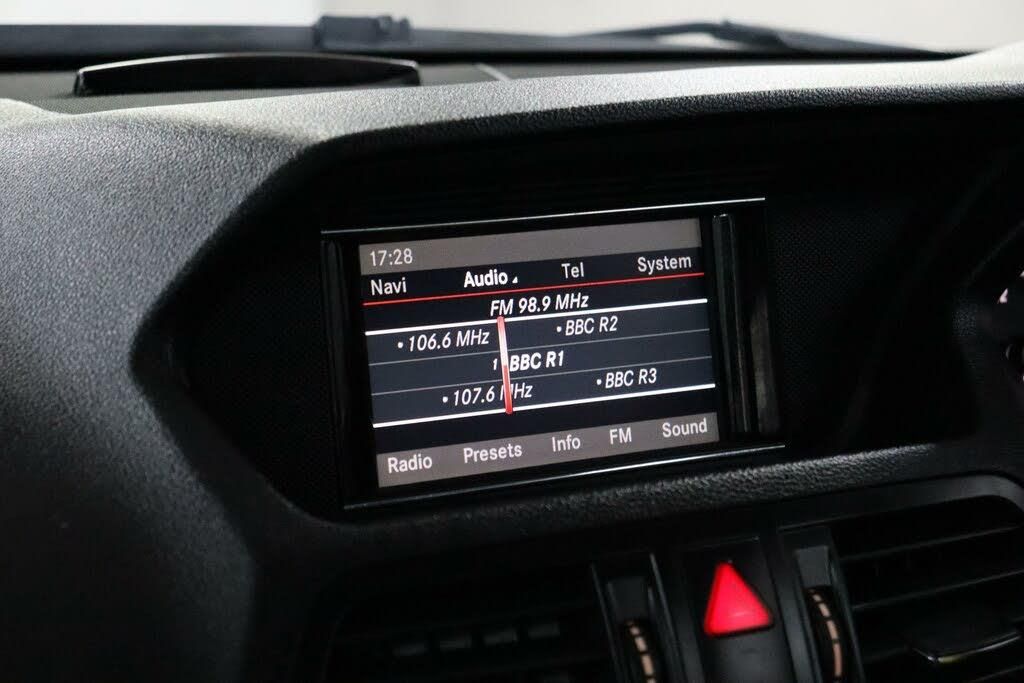 17:28
Navi Audio Tel System
FM 98.9 MHz
• 106.6 MHz • BBC R2
1 • BBC R1
• 107.6 MHz • BBC R3
Radio Presets Info FM Sound